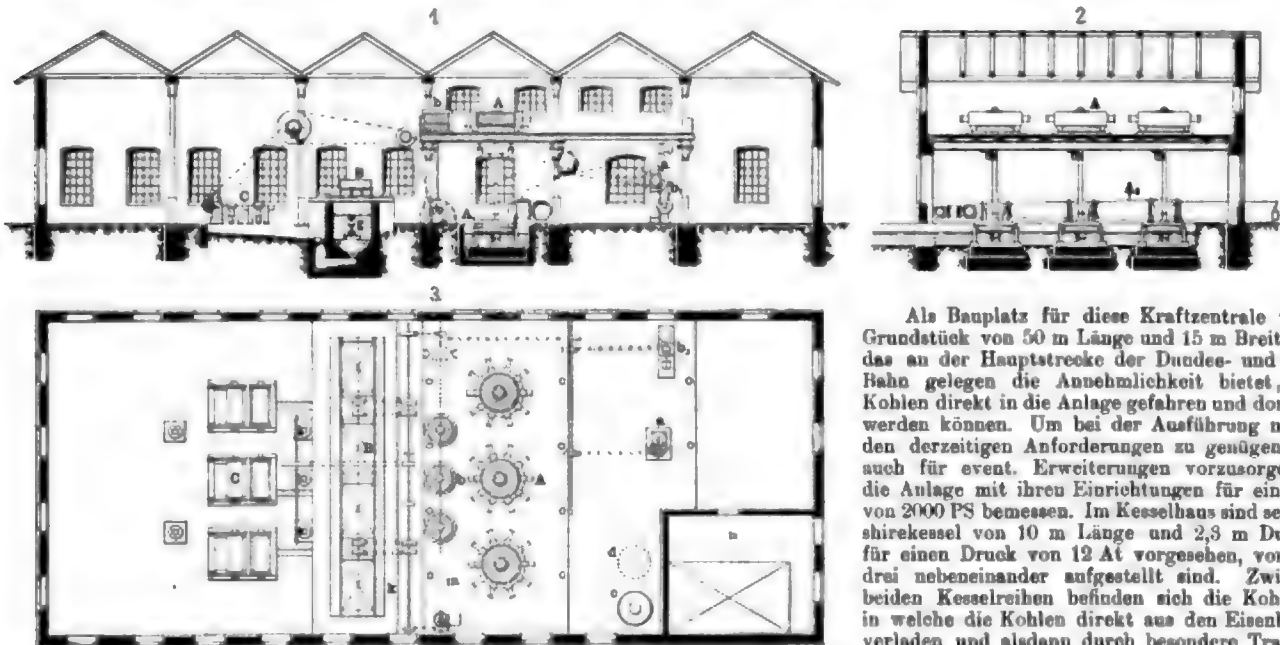 1
2
3
Als Bauplatz für diese Kraftzentrale
Grundstück von 50 m Länge und 15 m Breit
das an der Hauptstrecke der Dundee- und
Bahn gelegen die Annehmlichkeit bietet,
Kohlen direkt in die Anlage gefahren und dor
werden können. Um bei der Ausführung n
den derzeitigen Anforderungen zu genügen
auch für event. Erweiterungen vorzusorge
die Anlage mit ihren Einrichtungen für ein
von 2000 PS bemessen. Im Kesselhaus sind se
shirekessel von 10 m Länge und 2,3 m Du
für einen Druck von 12 At vorgesehen, vor
drei nebeneinander aufgestellt sind. Zwi
beiden Kesselreihen befinden sich die Koh
in welche die Kohlen direkt aus den Eisenb
verladen und alsdann durch besondere Tra
b
A
A
C
B
A
C
B
b
A
a
b
m
d
c
n